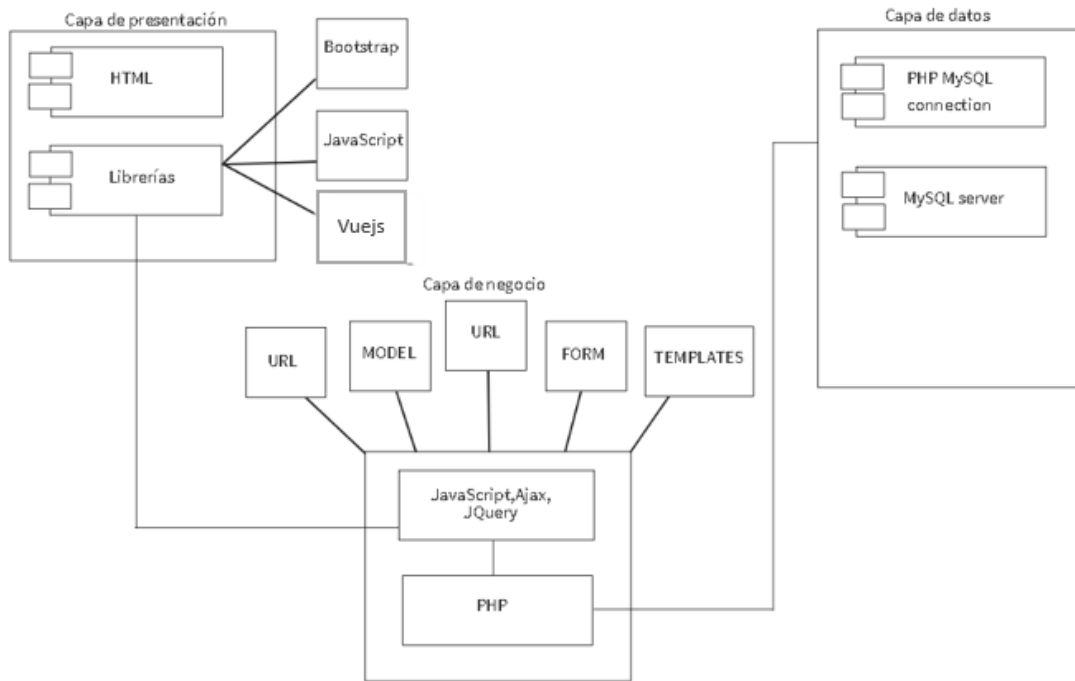 Capa de presentación
HTML
Librerías
Bootstrap
JavaScript
Vuejs
Capa de datos
PHP MySQL
connection
MySQL server
Capa de negocio
URL
MODEL
URL
FORM
TEMPLATES
JavaScript,Ajax,
JQuery
PHP